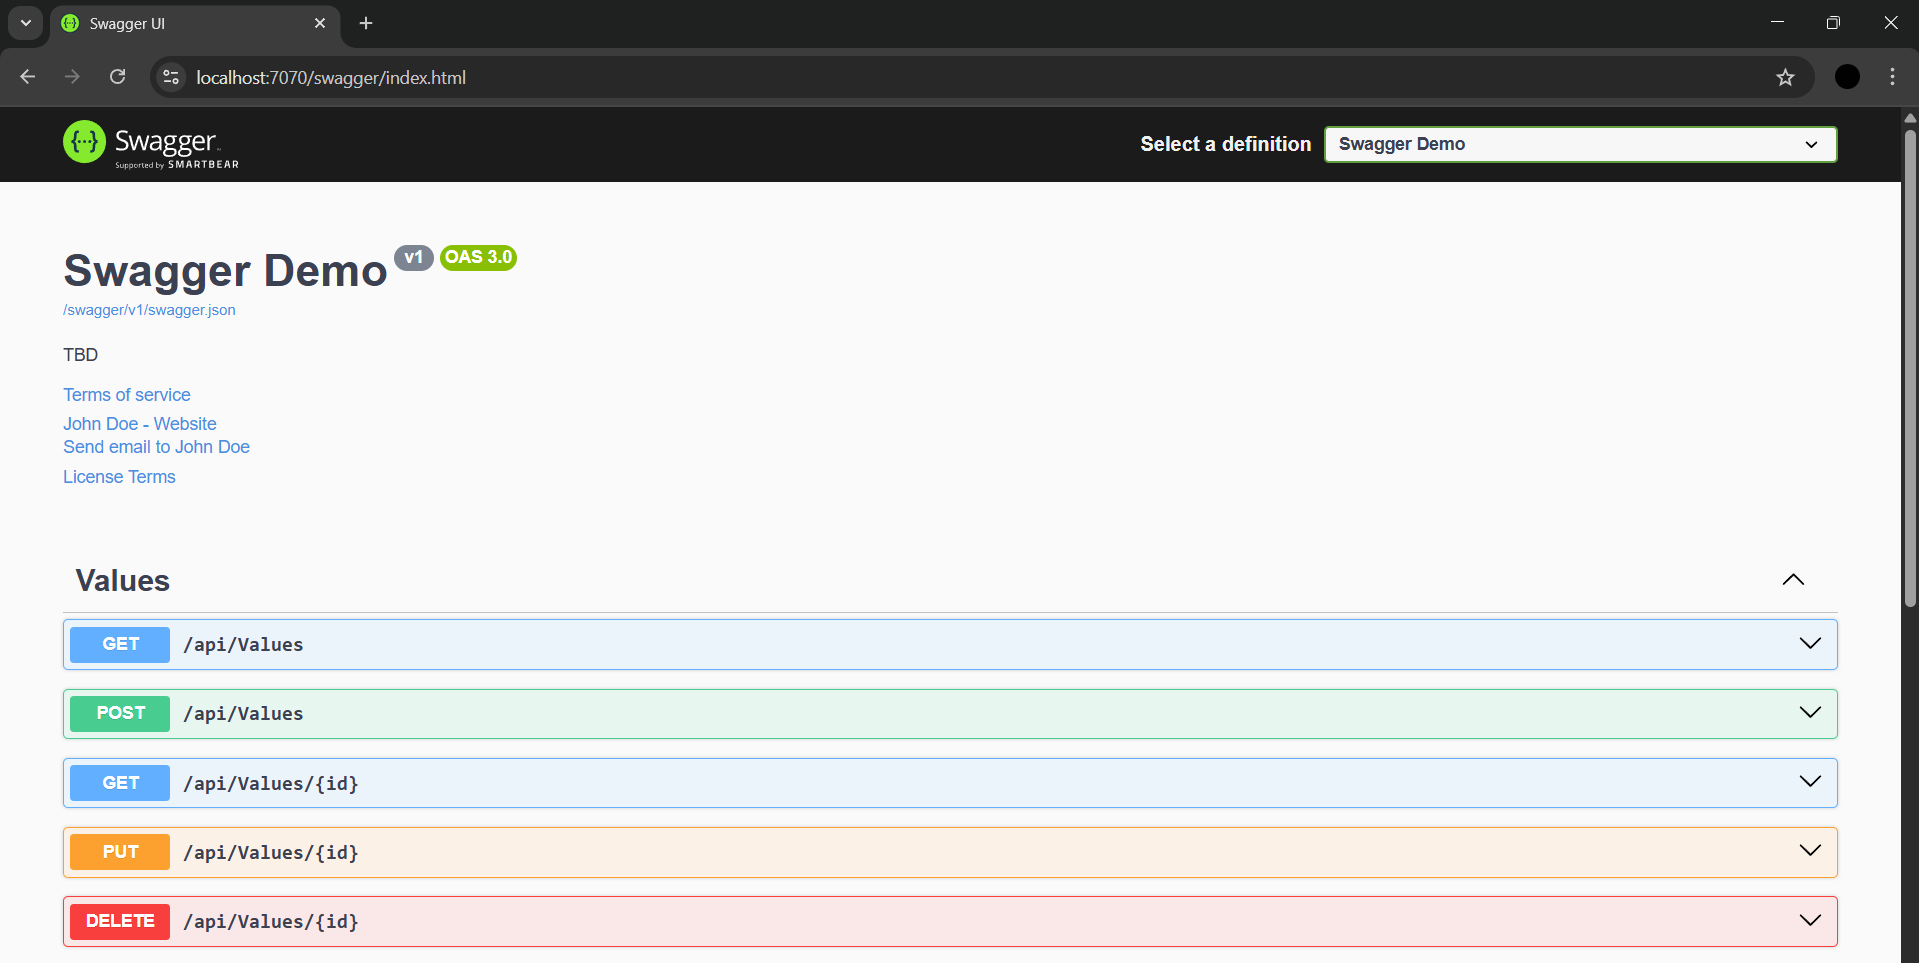 Swagger UI
localhost:7070/swagger/index.html
Swagger
Supported by SMARTBEAR
Select a definition
Swagger Demo
Swagger Demo v1 OAS 3.0
/swagger/v1/swagger.json
TBD
Terms of service
John Doe - Website
Send email to John Doe
License Terms
Values
GET /api/Values
POST /api/Values
GET /api/Values/{id}
PUT /api/Values/{id}
DELETE /api/Values/{id}